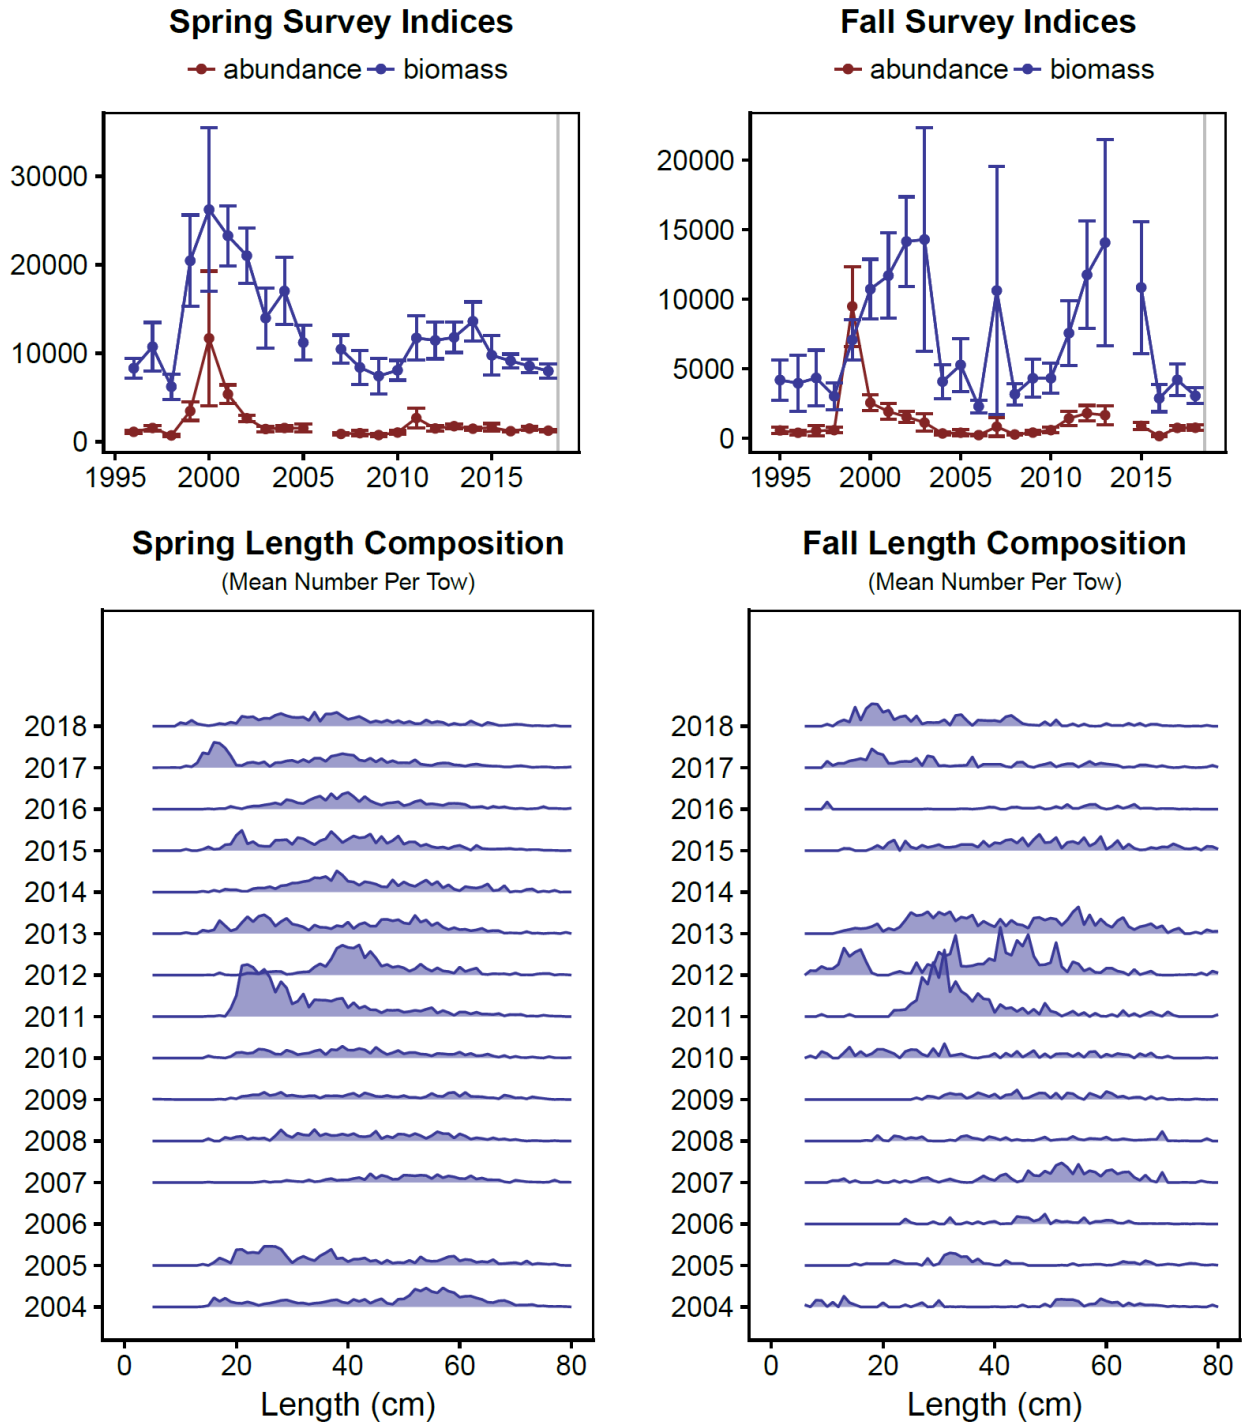 Spring Survey Indices
abundance biomass
30000
20000
10000
0
1995 2000 2005 2010 2015
Fall Survey Indices
abundance biomass
20000
15000
10000
5000
0
1995 2000 2005 2010 2015
Spring Length Composition
(Mean Number Per Tow)
2018
2017
2016
2015
2014
2013
2012
2011
2010
2009
2008
2007
2006
2005
2004
0 20 40 60 80
Length (cm)
Fall Length Composition
(Mean Number Per Tow)
2018
2017
2016
2015
2014
2013
2012
2011
2010
2009
2008
2007
2006
2005
2004
0 20 40 60 80
Length (cm)